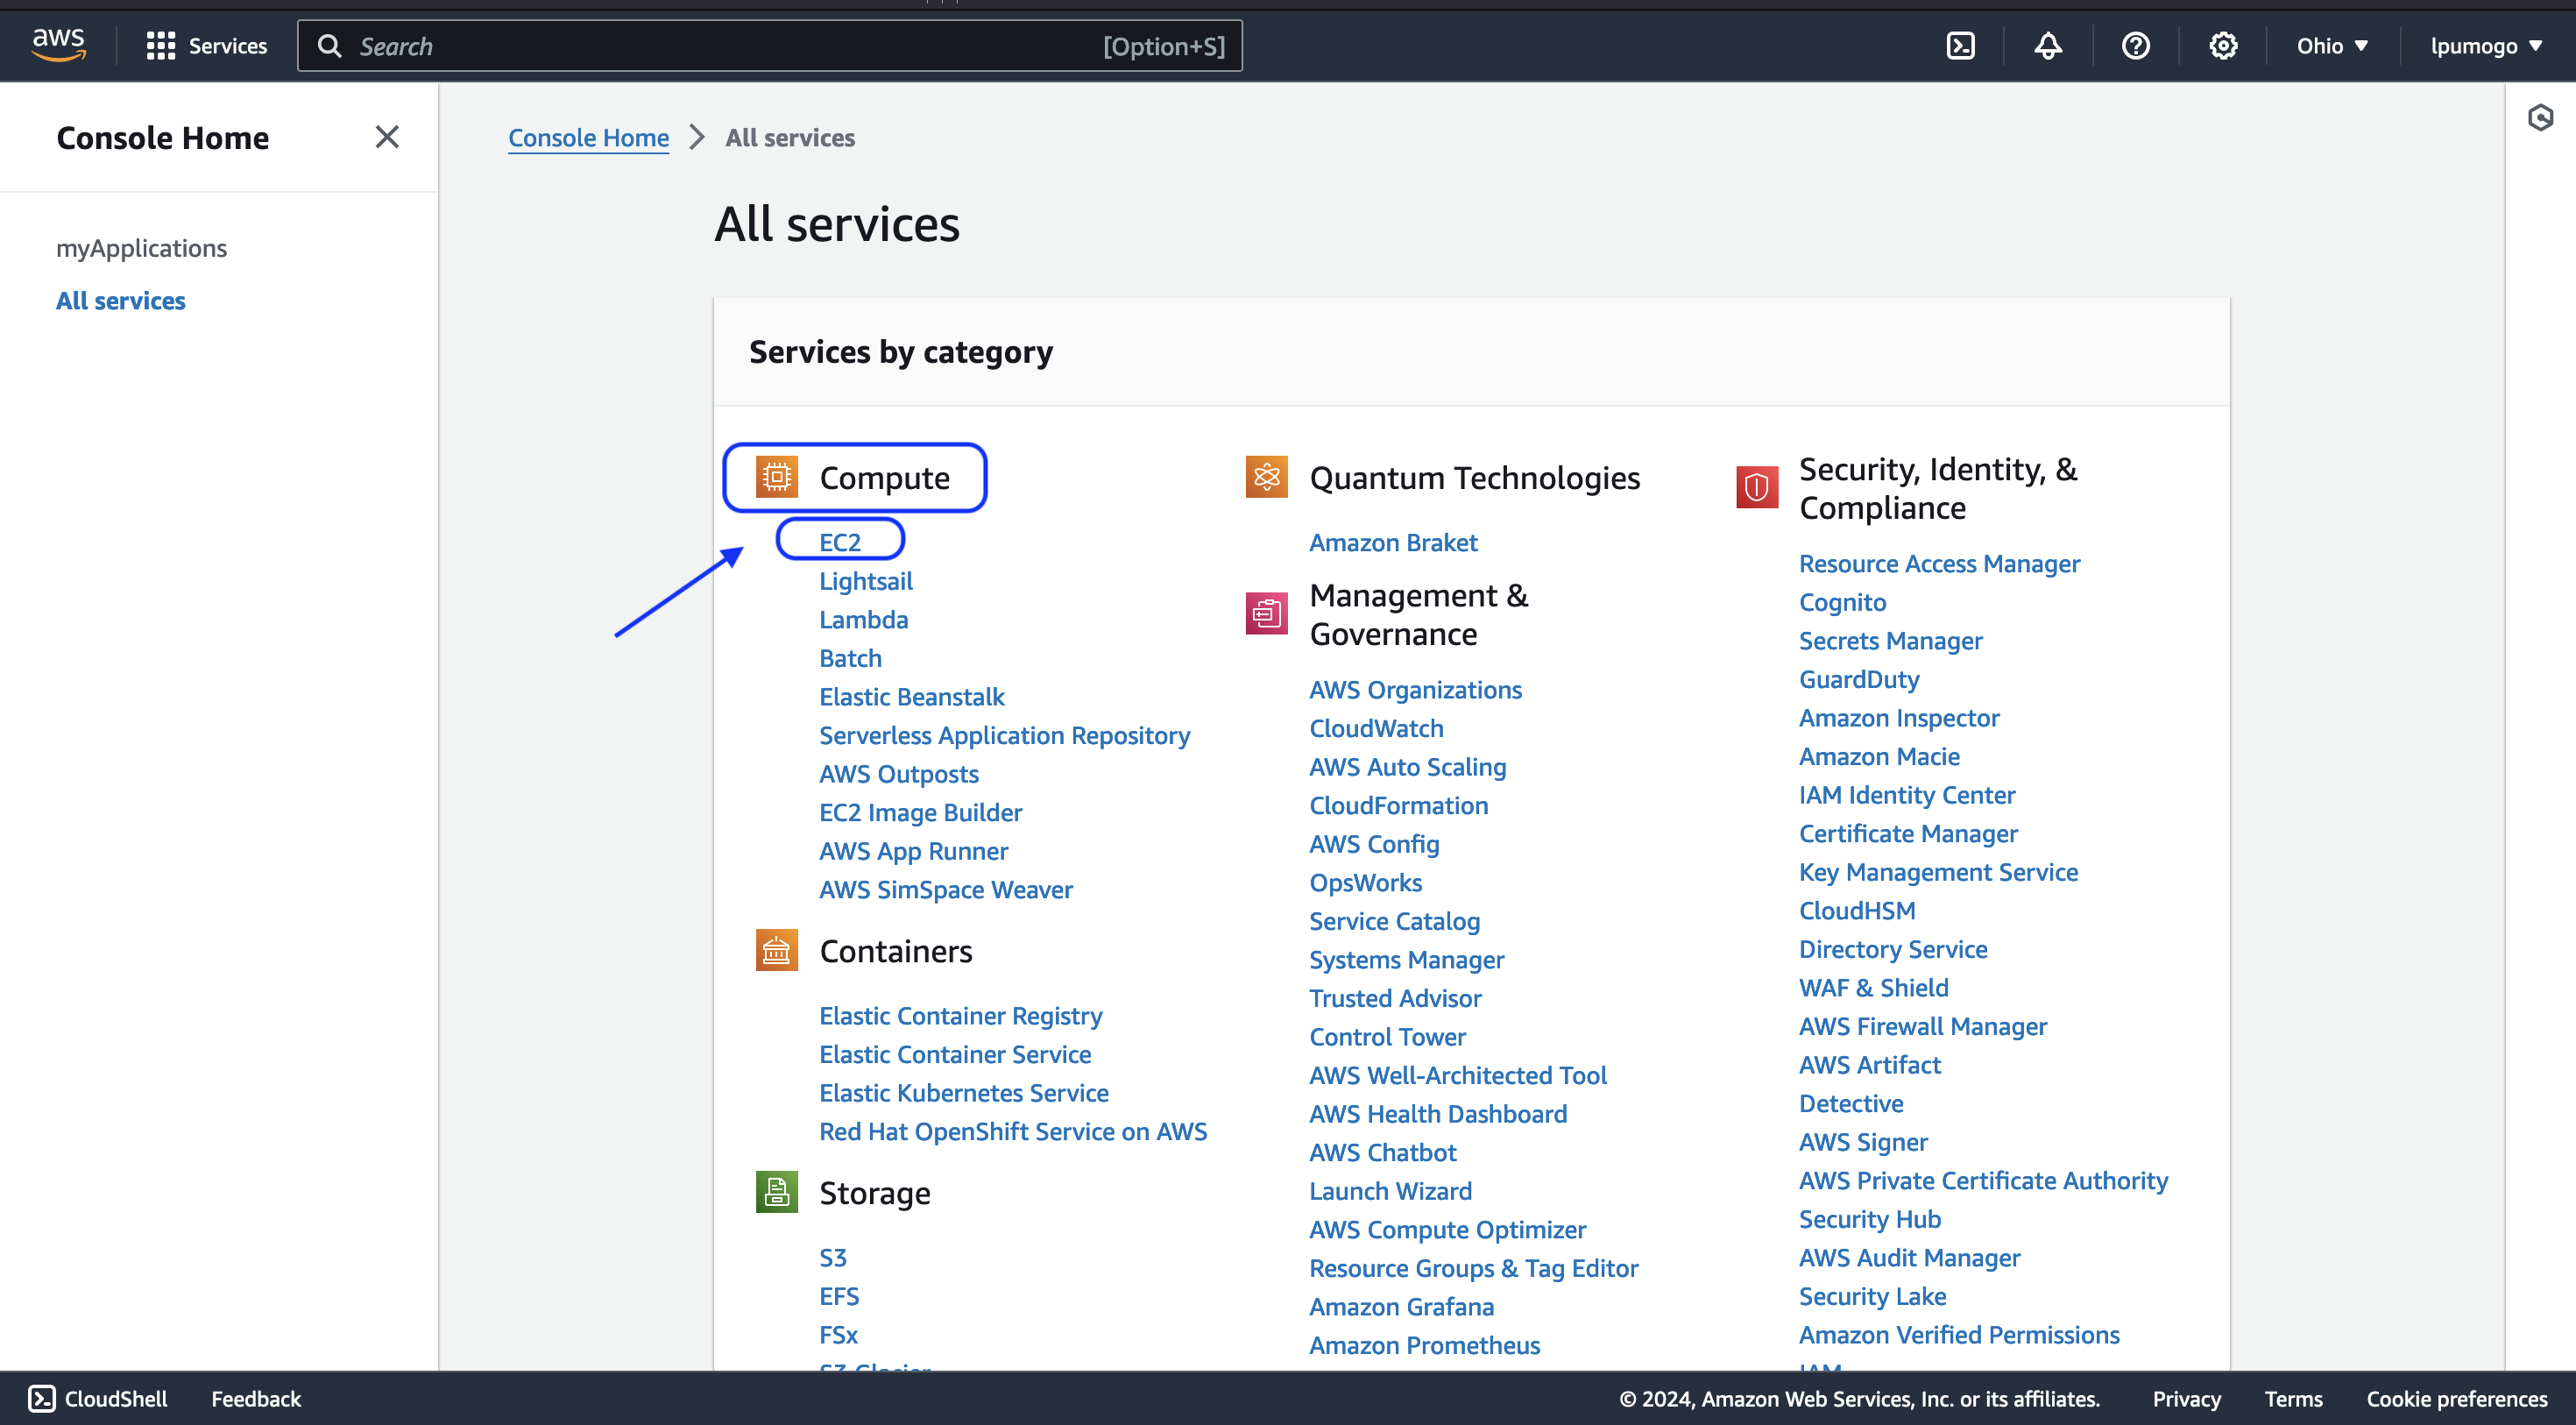 aws
Services
Search [Option+S]
Ohio
lpumogo
Console Home
myApplications
All services
Console Home
All services
All services
Services by category
Compute
EC2
Lightsail
Lambda
Batch
Elastic Beanstalk
Serverless Application Repository
AWS Outposts
EC2 Image Builder
AWS App Runner
AWS SimSpace Weaver
Containers
Elastic Container Registry
Elastic Container Service
Elastic Kubernetes Service
Red Hat OpenShift Service on AWS
Storage
S3
EFS
FSx
S3 Glacier
Quantum Technologies
Amazon Braket
Management &
Governance
AWS Organizations
CloudWatch
AWS Auto Scaling
CloudFormation
AWS Config
OpsWorks
Service Catalog
Systems Manager
Trusted Advisor
Control Tower
AWS Well-Architected Tool
AWS Health Dashboard
AWS Chatbot
Launch Wizard
AWS Compute Optimizer
Resource Groups & Tag Editor
Amazon Grafana
Amazon Prometheus
Security, Identity, &
Compliance
Resource Access Manager
Cognito
Secrets Manager
GuardDuty
Amazon Inspector
Amazon Macie
IAM Identity Center
Certificate Manager
Key Management Service
CloudHSM
Directory Service
WAF & Shield
AWS Firewall Manager
AWS Artifact
Detective
AWS Signer
AWS Private Certificate Authority
Security Hub
AWS Audit Manager
Security Lake
Amazon Verified Permissions
IAM
CloudShell
Feedback
© 2024, Amazon Web Services, Inc. or its affiliates.
Privacy
Terms
Cookie preferences